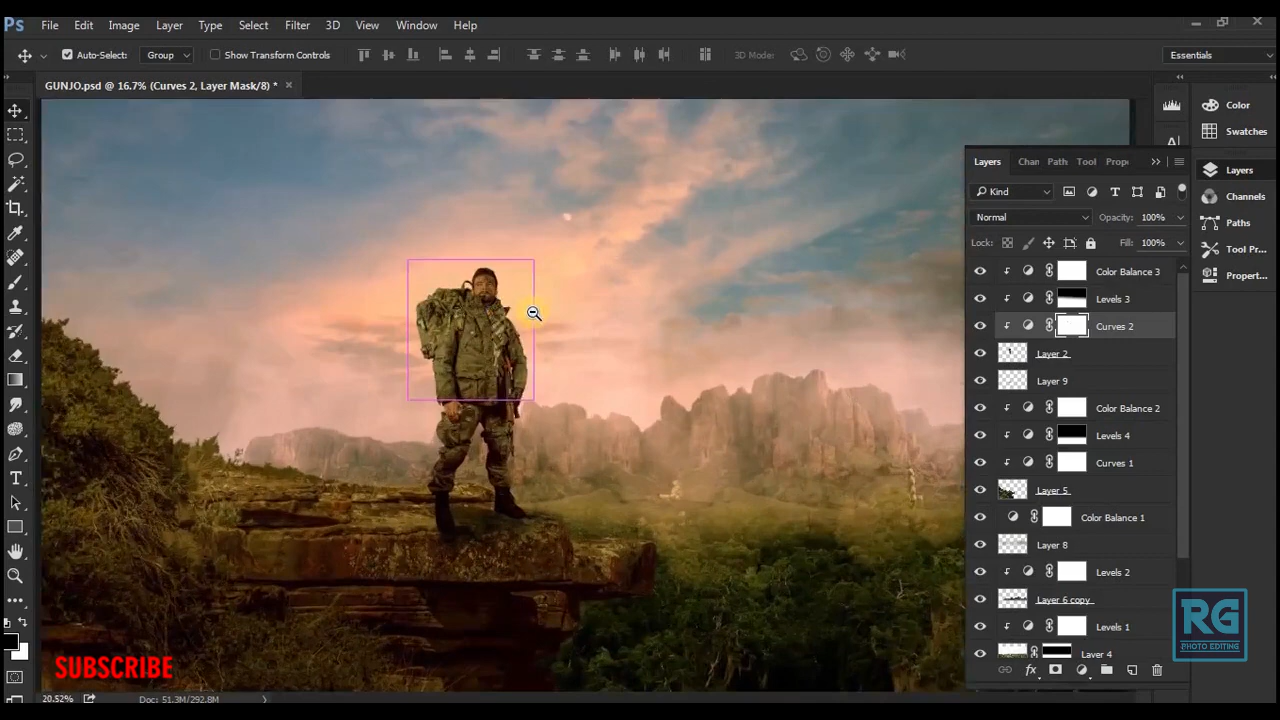 Ps File Edit Image Layer Type Select Filter 3D View Window Help
Auto-Select: Group Show Transform Controls 3D Mode: Essentials
GUNJO.psd @ 16.7% (Curves 2, Layer Mask/8) * ×
Color
Swatches
Layers
Channels
Paths
Tool Pr...
Propert...
Layers Chan Path Tool Prope
Kind
Normal Opacity: 100%
Lock: Fill: 100%
Color Balance 3
Levels 3
Curves 2
Layer 2
Layer 9
Color Balance 2
Levels 4
Curves 1
Layer 5
Color Balance 1
Layer 8
Levels 2
Layer 6 copy
Levels 1
Layer 4
fx
RG
PHOTO EDITING
SUBSCRIBE
20.52% Doc: 51.3M/292.8M